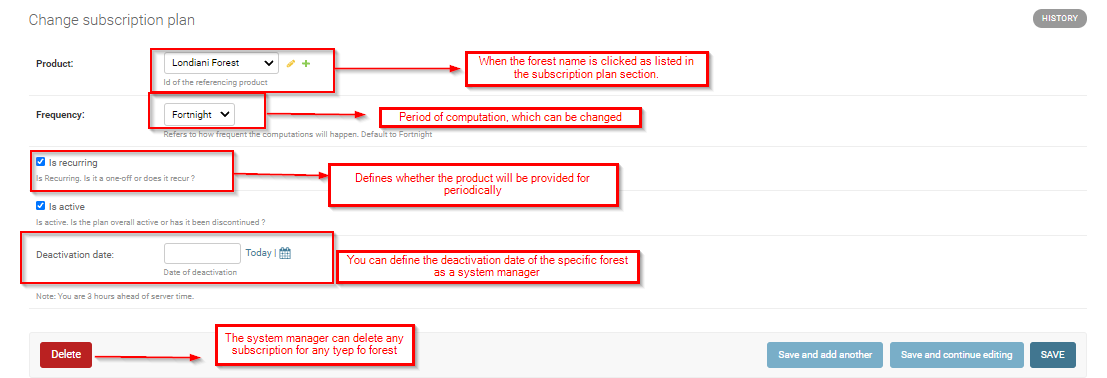 Change subscription plan
HISTORY
Product:
Londiani Forest
Id of the referencing product
When the forest name is clicked as listed in
the subscription plan section.
Frequency:
Fortnight
Refers to how frequent the computations will happen. Default to Fortnight
Period of computation, which can be changed
Is recurring
Is Recurring. Is it a one-off or does it recur ?
Defines whether the product will be provided for
periodically
Is active
Is active. Is the plan overall active or has it been discontinued ?
Deactivation date:
Today |
Date of deactivation
You can define the deactivation date of the specific forest
as a system manager
Note: You are 3 hours ahead of server time.
Delete
The system manager can delete any
subscription for any tyep fo forest
Save and add another
Save and continue editing
SAVE